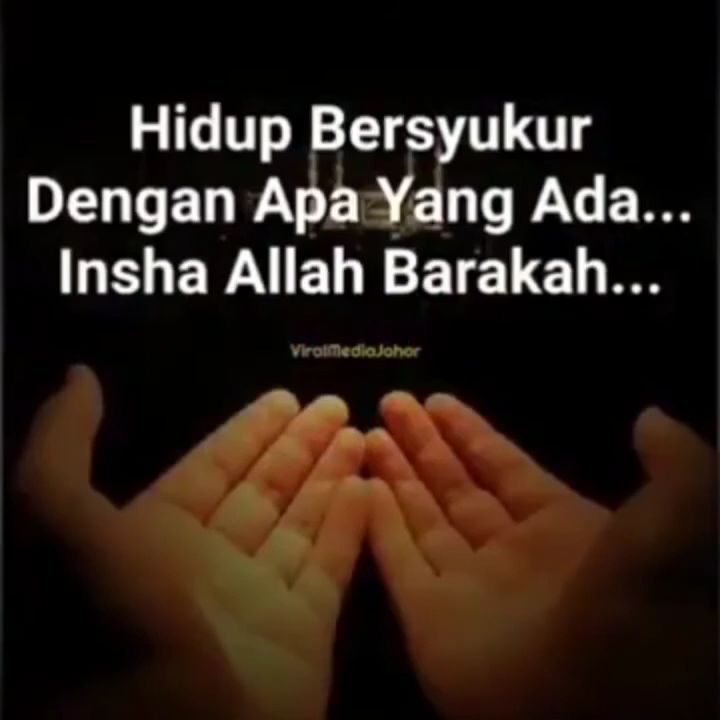 Hidup Bersyukur
Dengan Apa Yang Ada...
Insha Allah Barakah...
ViralMediaJohor